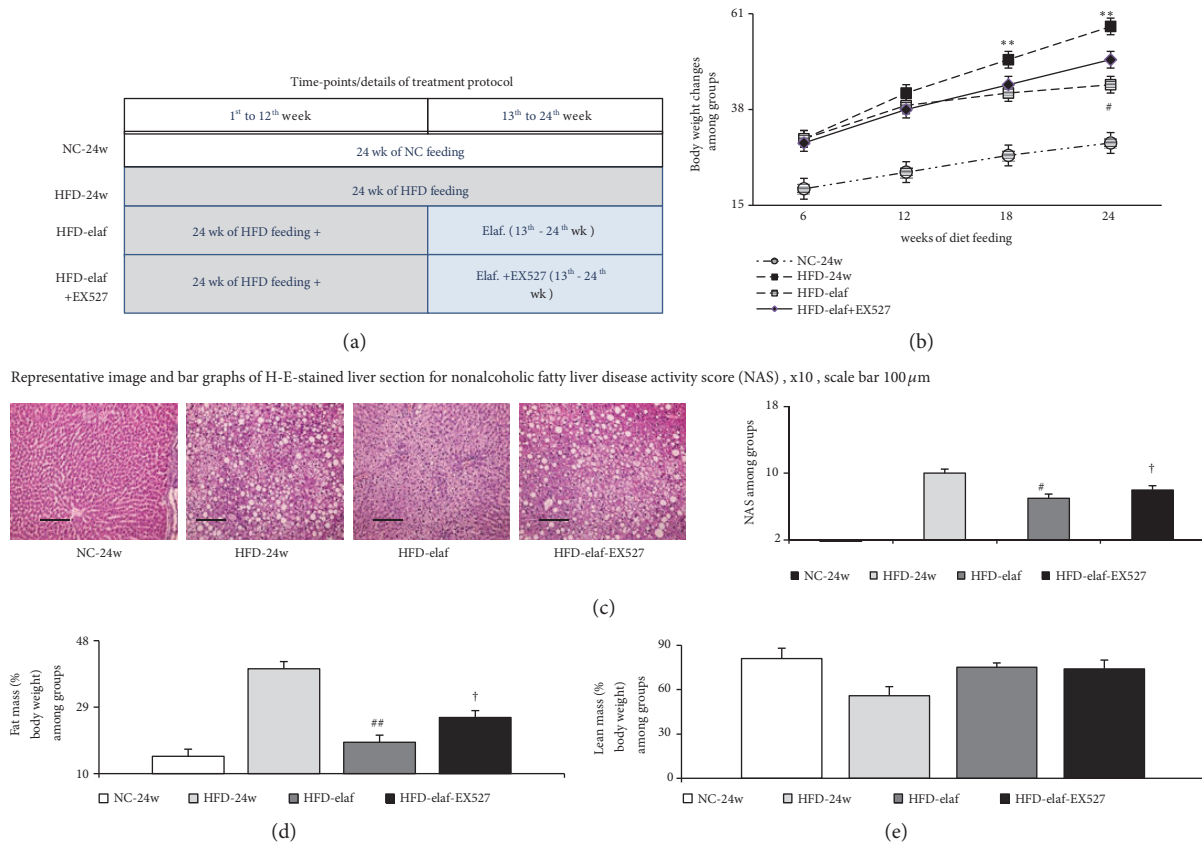 Time-points/details of treatment protocol
1st to 12th week
13th to 24th week
NC-24w
24 wk of NC feeding
HFD-24w
24 wk of HFD feeding
HFD-elaf
24 wk of HFD feeding +
Elaf. (13th - 24th wk )
HFD-elaf
+EX527
24 wk of HFD feeding +
Elaf. +EX527 (13th - 24th
wk )
(a)
Body weight changes
among groups
61
38
15
**
**
#
6
12
18
24
weeks of diet feeding
NC-24w
HFD-24w
HFD-elaf
HFD-elaf+EX527
(b)
Representative image and bar graphs of H-E-stained liver section for nonalcoholic fatty liver disease activity score (NAS) , x10 , scale bar 100 μm
NC-24w
HFD-24w
HFD-elaf
HFD-elaf-EX527
NAS among groups
18
10
2
#
†
NC-24w
HFD-24w
HFD-elaf
HFD-elaf-EX527
(c)
Fat mass (%
body weight)
among groups
48
29
10
##
†
NC-24w
HFD-24w
HFD-elaf
HFD-elaf-EX527
(d)
Lean mass (%
body weight)
among groups
90
60
30
0
NC-24w
HFD-24w
HFD-elaf
HFD-elaf-EX527
(e)